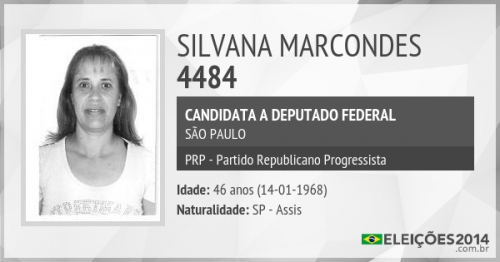 SILVANA MARCONDES
4484
CANDIDATA A DEPUTADO FEDERAL
SÃO PAULO
PRP - Partido Republicano Progressista
Idade: 46 anos (14-01-1968)
Naturalidade: SP - Assis
ELEIÇÕES2014
.com.br